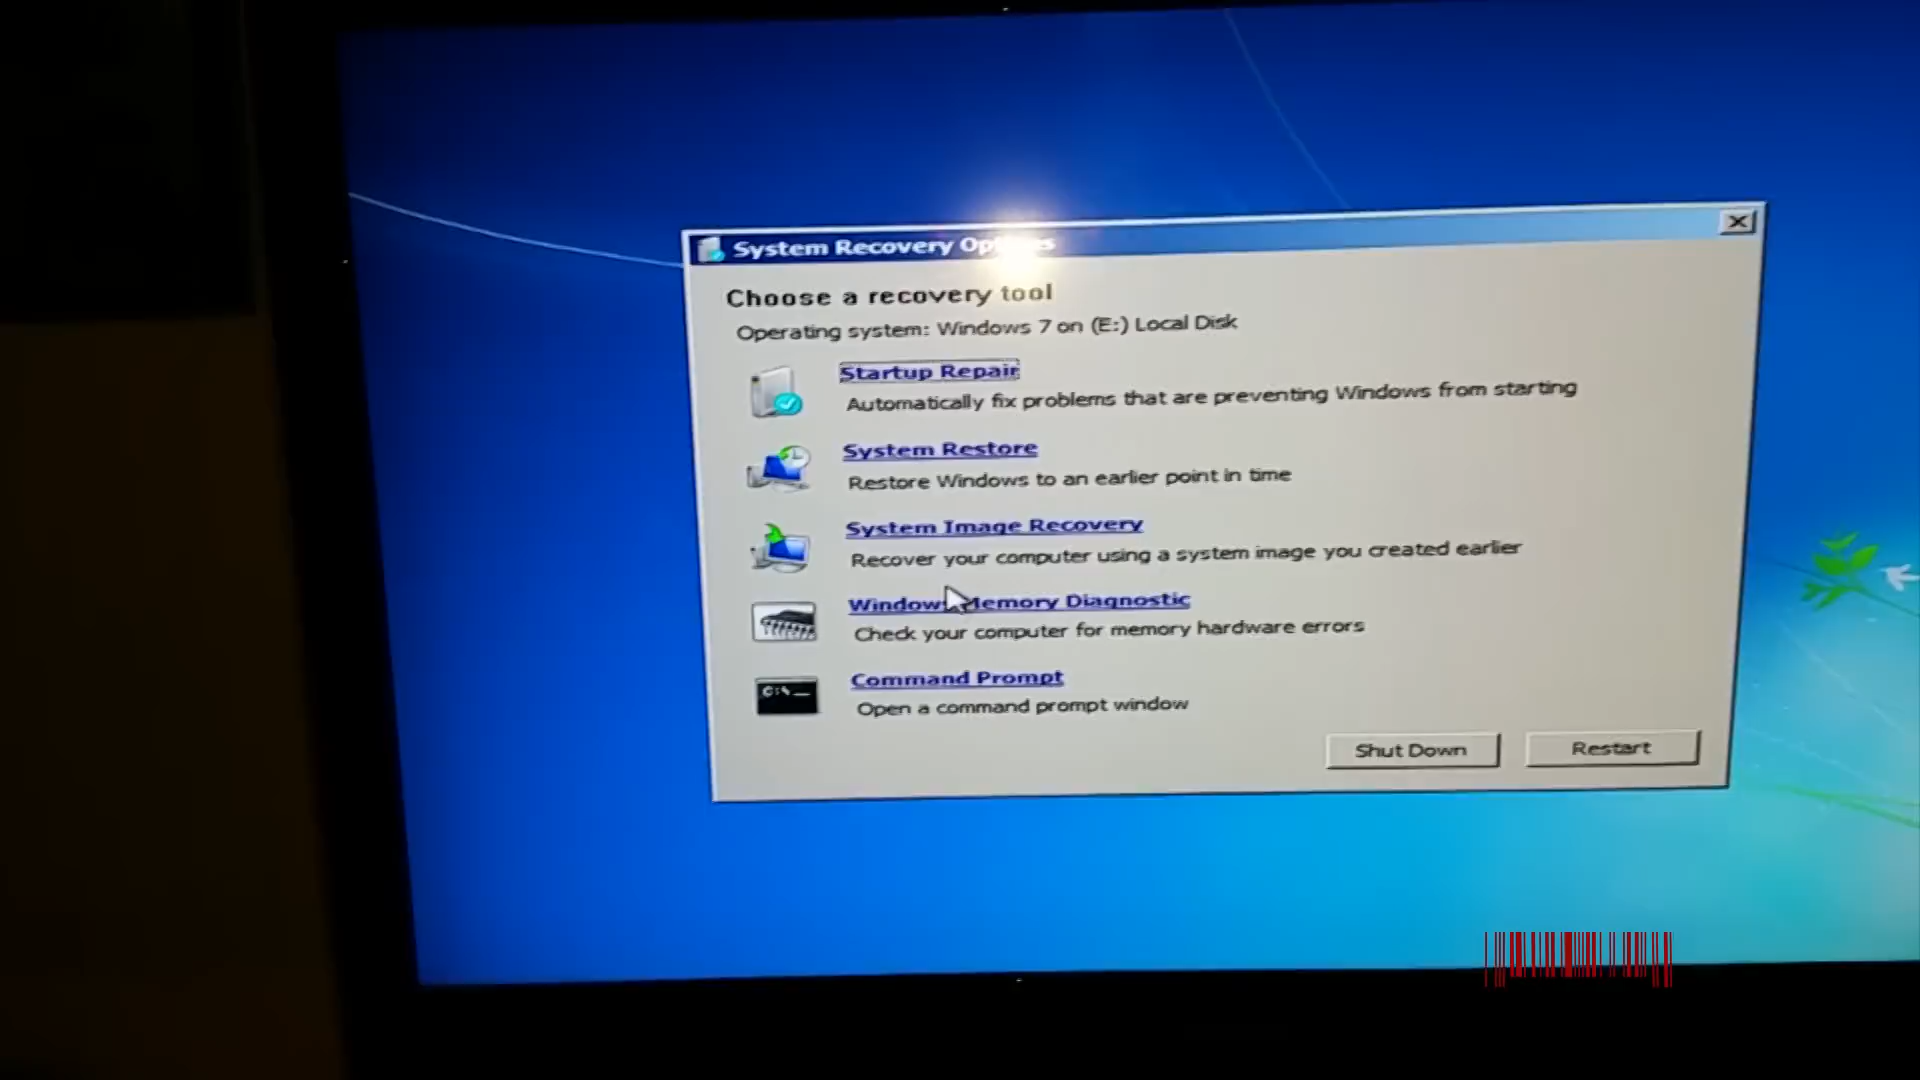 System Recovery Options
Choose a recovery tool
Operating system: Windows 7 on (E:) Local Disk
Startup Repair
Automatically fix problems that are preventing Windows from starting
System Restore
Restore Windows to an earlier point in time
System Image Recovery
Recover your computer using a system image you created earlier
Windows Memory Diagnostic
Check your computer for memory hardware errors
C:\_
Command Prompt
Open a command prompt window
Shut Down
Restart